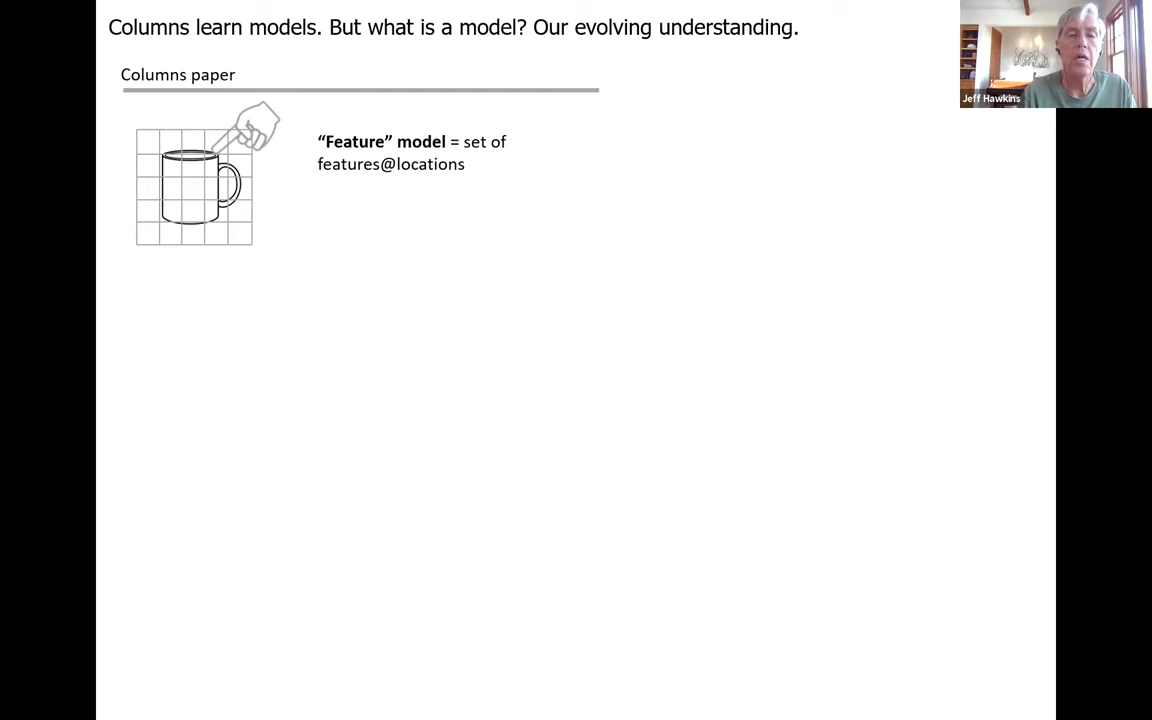 Columns learn models. But what is a model? Our evolving understanding.
Jeff Hawkins
Columns paper
“Feature” model = set of
features@locations